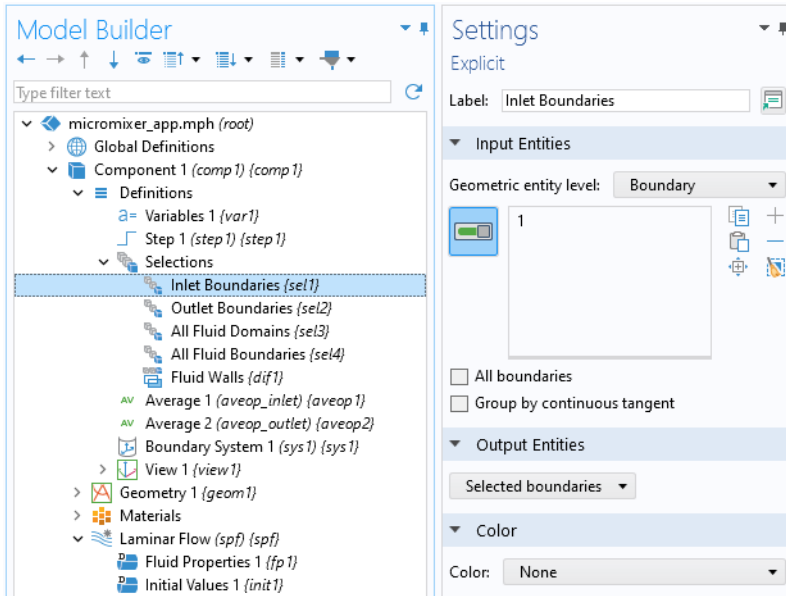 Model Builder
Type filter text
micromixer_app.mph (root)
Global Definitions
Component 1 (comp1) {comp1}
Definitions
a= Variables 1 {var1}
Step 1 (step1) {step1}
Selections
Inlet Boundaries {sel1}
Outlet Boundaries {sel2}
All Fluid Domains {sel3}
All Fluid Boundaries {sel4}
Fluid Walls {dif1}
AV Average 1 (aveop_inlet) {aveop1}
AV Average 2 (aveop_outlet) {aveop2}
Boundary System 1 (sys1) {sys1}
View 1 {view1}
Geometry 1 {geom1}
Materials
Laminar Flow (spf) {spf}
D Fluid Properties 1 {fp1}
D Initial Values 1 {init1}
Settings
Explicit
Label: Inlet Boundaries
Input Entities
Geometric entity level: Boundary
1
All boundaries
Group by continuous tangent
Output Entities
Selected boundaries
Color
Color: None